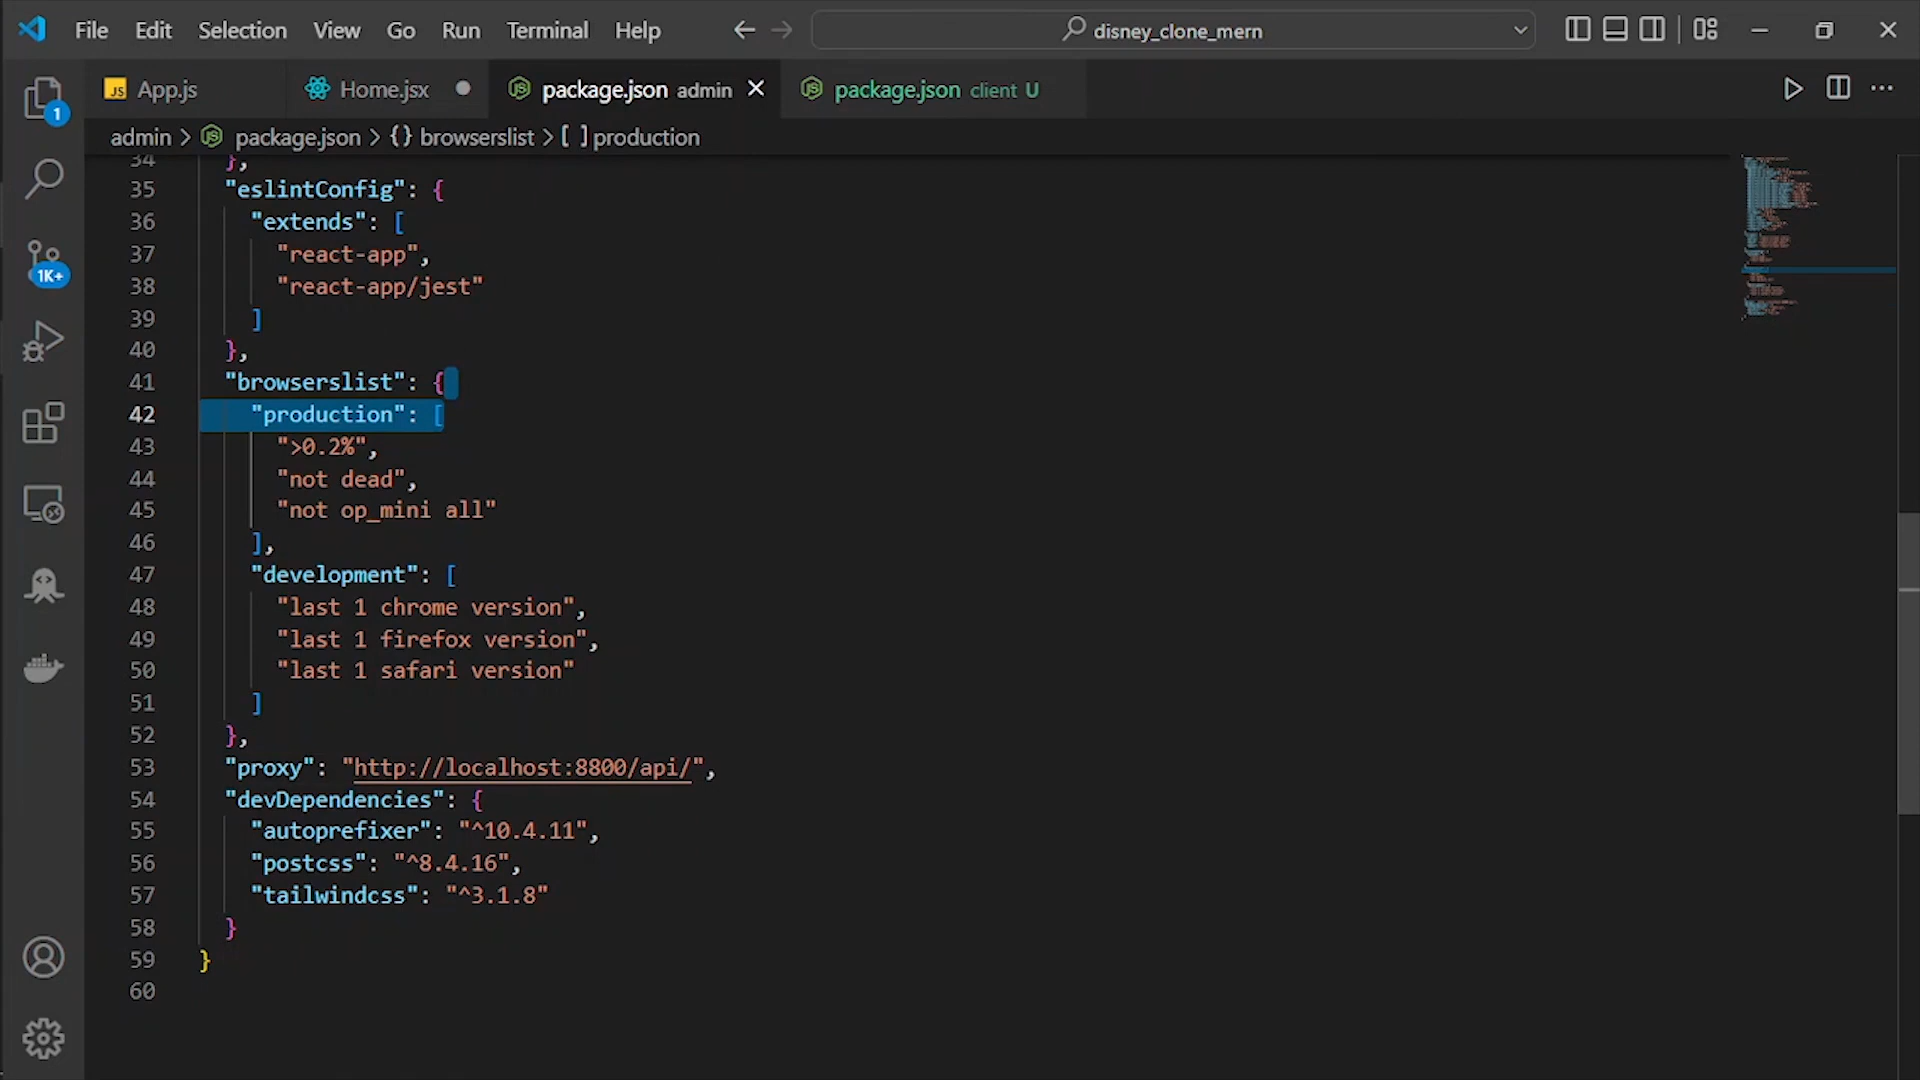 File Edit Selection View Go Run Terminal Help disney_clone_mern
1 JS App.js Home.jsx package.json admin package.json client U
admin > package.json > {} browserslist > [ ] production
34 },
35 "eslintConfig": {
36 "extends": [
37 "react-app",
38 "react-app/jest"
39 ]
40 },
41 "browserslist": {
42 "production": [
43 ">0.2%",
44 "not dead",
45 "not op_mini all"
46 ],
47 "development": [
48 "last 1 chrome version",
49 "last 1 firefox version",
50 "last 1 safari version"
51 ]
52 },
53 "proxy": "http://localhost:8800/api/",
54 "devDependencies": {
55 "autoprefixer": "^10.4.11",
56 "postcss": "^8.4.16",
57 "tailwindcss": "^3.1.8"
58 }
59 }
60
1K+